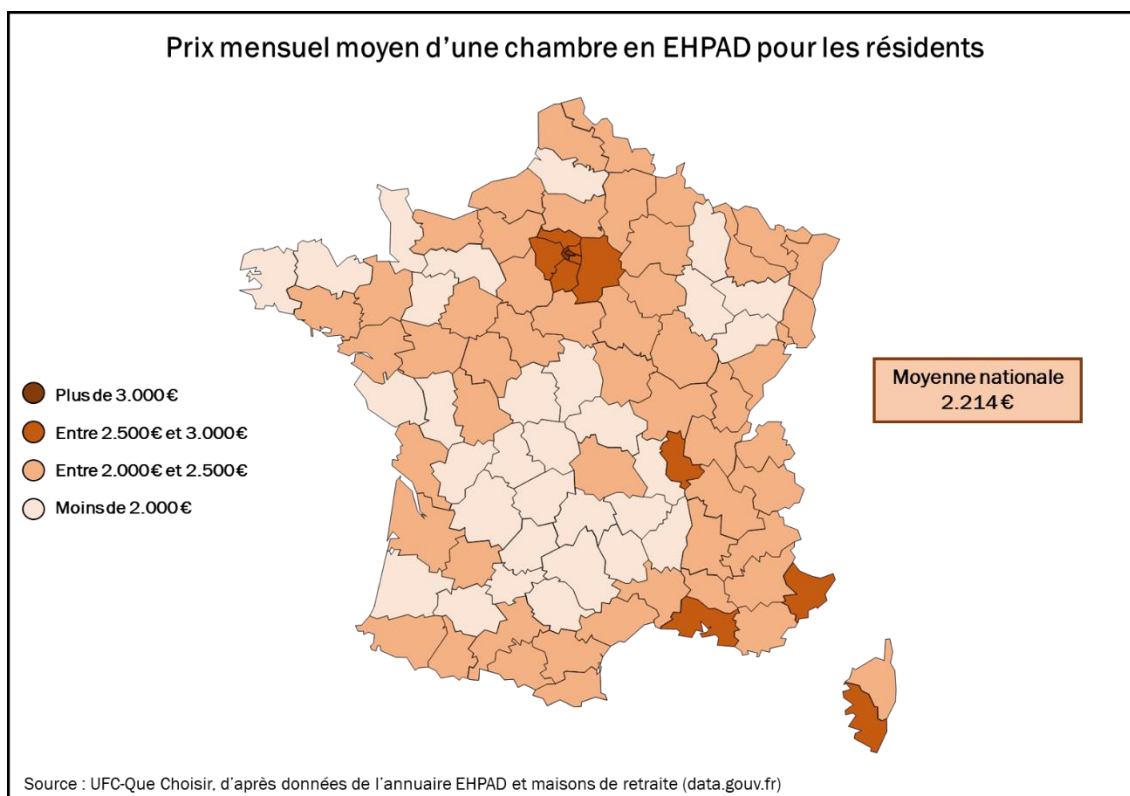 Prix mensuel moyen d'une chambre en EHPAD pour les résidents
Plus de 3.000 €
Entre 2.500 € et 3.000 €
Entre 2.000 € et 2.500 €
Moins de 2.000 €
Moyenne nationale
2.214 €
Source : UFC-Que Choisir, d'après données de l'annuaire EHPAD et maisons de retraite (data.gouv.fr)